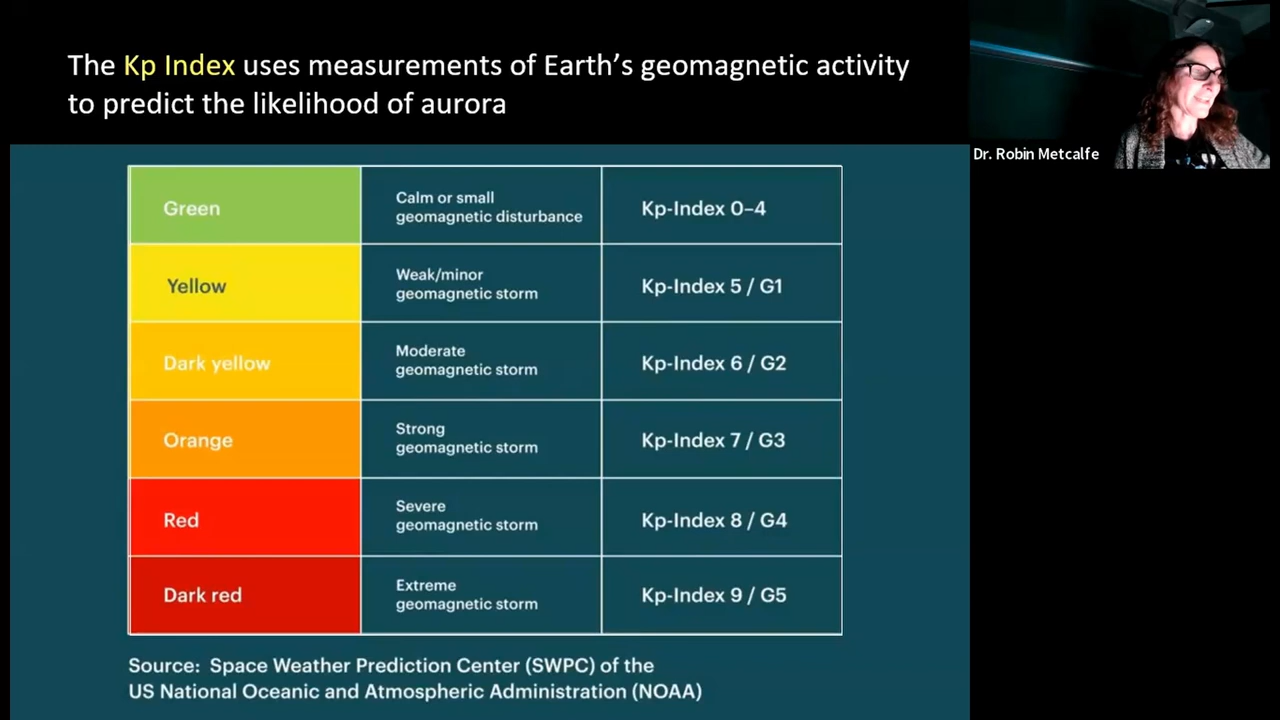 The Kp Index uses measurements of Earth's geomagnetic activity
to predict the likelihood of aurora
Dr. Robin Metcalfe
Green
Calm or small
geomagnetic disturbance
Kp-Index 0–4
Yellow
Weak/minor
geomagnetic storm
Kp-Index 5 / G1
Dark yellow
Moderate
geomagnetic storm
Kp-Index 6 / G2
Orange
Strong
geomagnetic storm
Kp-Index 7 / G3
Red
Severe
geomagnetic storm
Kp-Index 8 / G4
Dark red
Extreme
geomagnetic storm
Kp-Index 9 / G5
Source: Space Weather Prediction Center (SWPC) of the
US National Oceanic and Atmospheric Administration (NOAA)